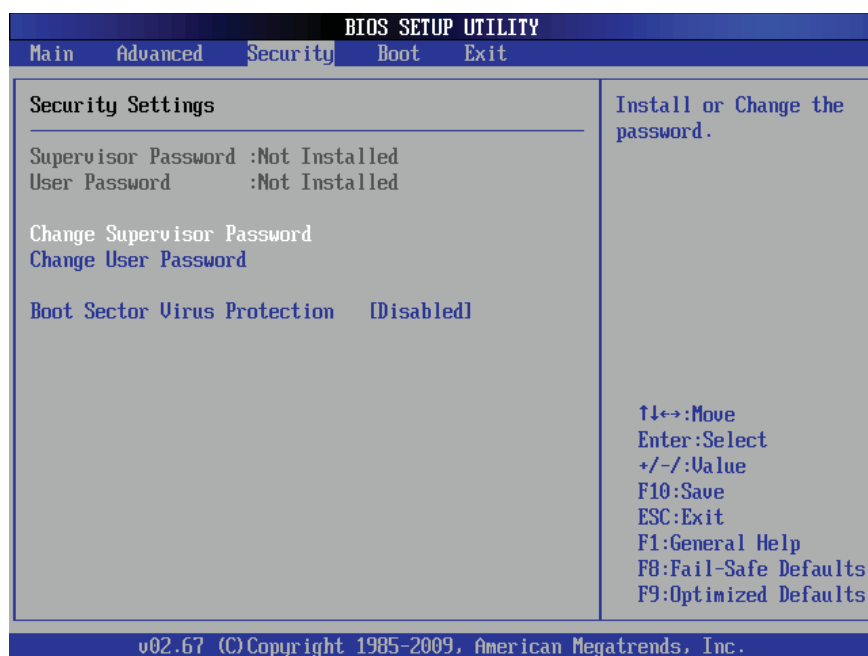 BIOS SETUP UTILITY
Main Advanced Security Boot Exit
Security Settings
Supervisor Password :Not Installed
User Password :Not Installed
Change Supervisor Password
Change User Password
Boot Sector Virus Protection [Disabled]
Install or Change the
password.
↑↓←→:Move
Enter:Select
+/-/:Value
F10:Save
ESC:Exit
F1:General Help
F8:Fail-Safe Defaults
F9:Optimized Defaults
v02.67 (C)Copyright 1985-2009, American Megatrends, Inc.